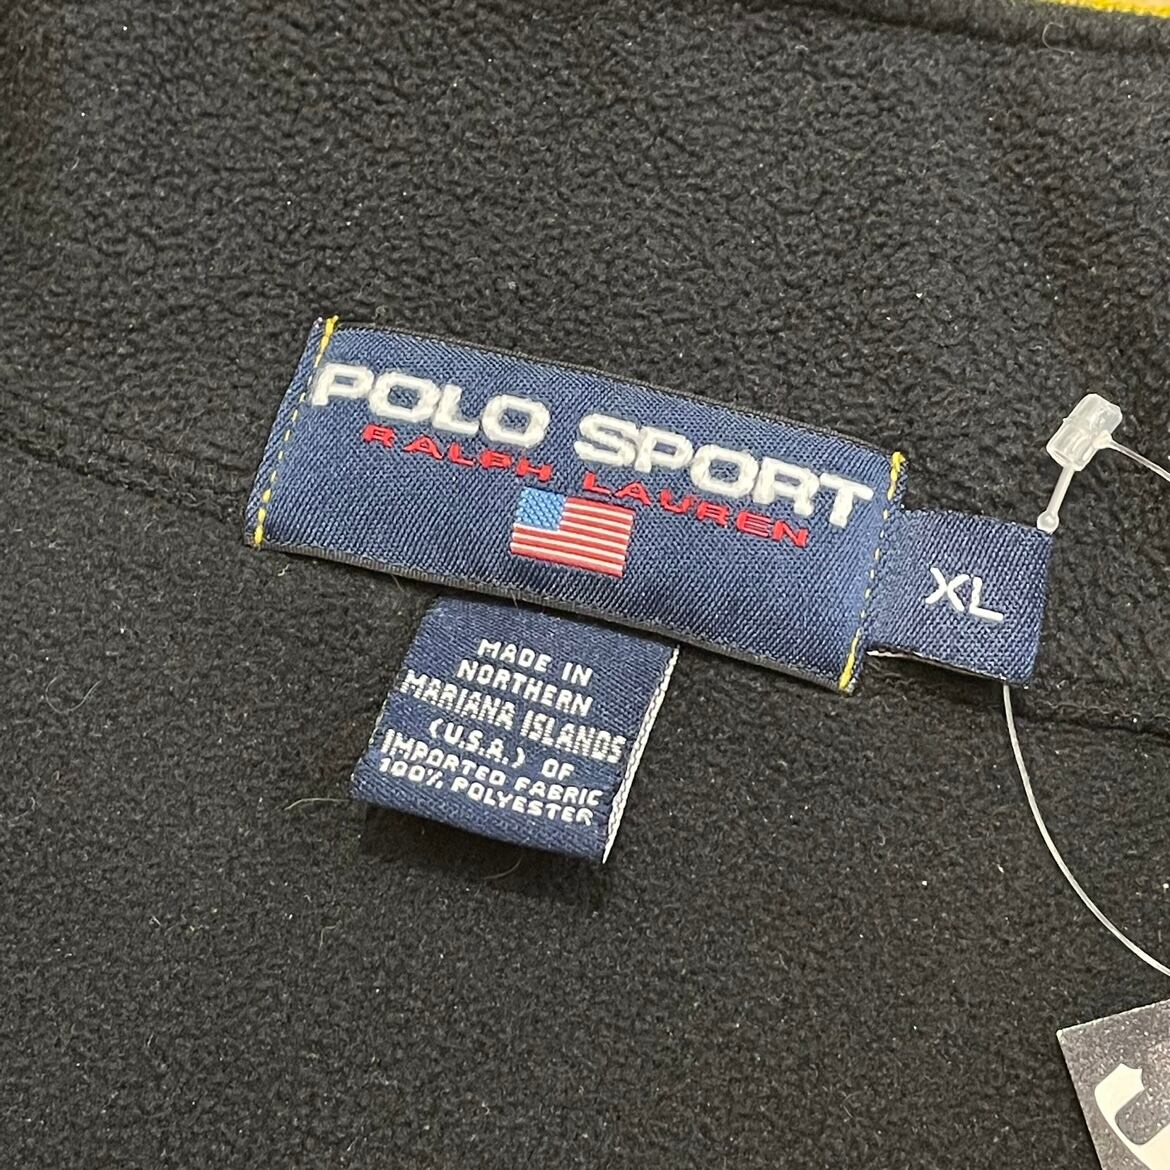 POLO SPORT
RALPH LAUREN
XL
MADE IN
NORTHERN
MARIANA ISLANDS
(U.S.A.) OF
IMPORTED FABRIC
100% POLYESTER